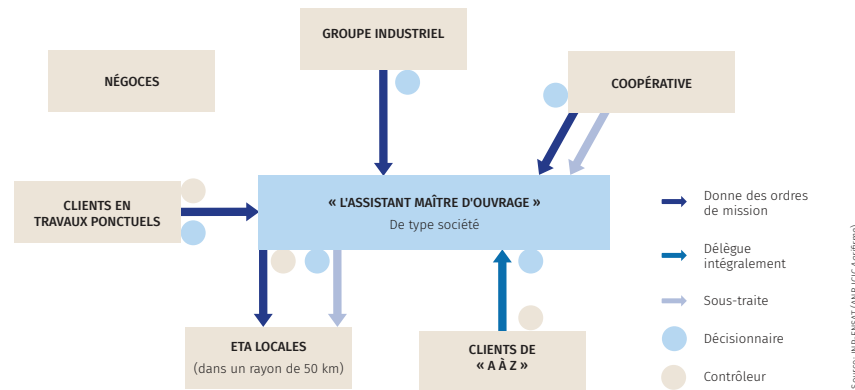 GROUPE INDUSTRIEL
NÉGOCES
COOPÉRATIVE
CLIENTS EN
TRAVAUX PONCTUELS
« L'ASSISTANT MAÎTRE D'OUVRAGE »
De type société
ETA LOCALES
(dans un rayon de 50 km)
CLIENTS DE
« A À Z »
Donne des ordres
de mission
Délègue
intégralement
Sous-traite
Décisionnaire
Contrôleur